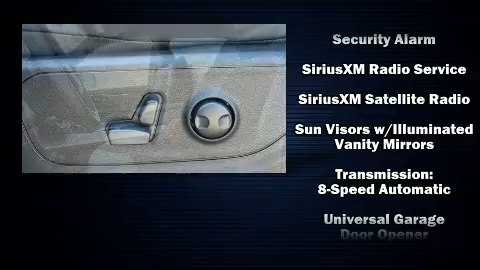 Security Alarm
SiriusXM Radio Service
SiriusXM Satellite Radio
Sun Visors w/Illuminated
Vanity Mirrors
Transmission:
8-Speed Automatic
Universal Garage
Door Opener